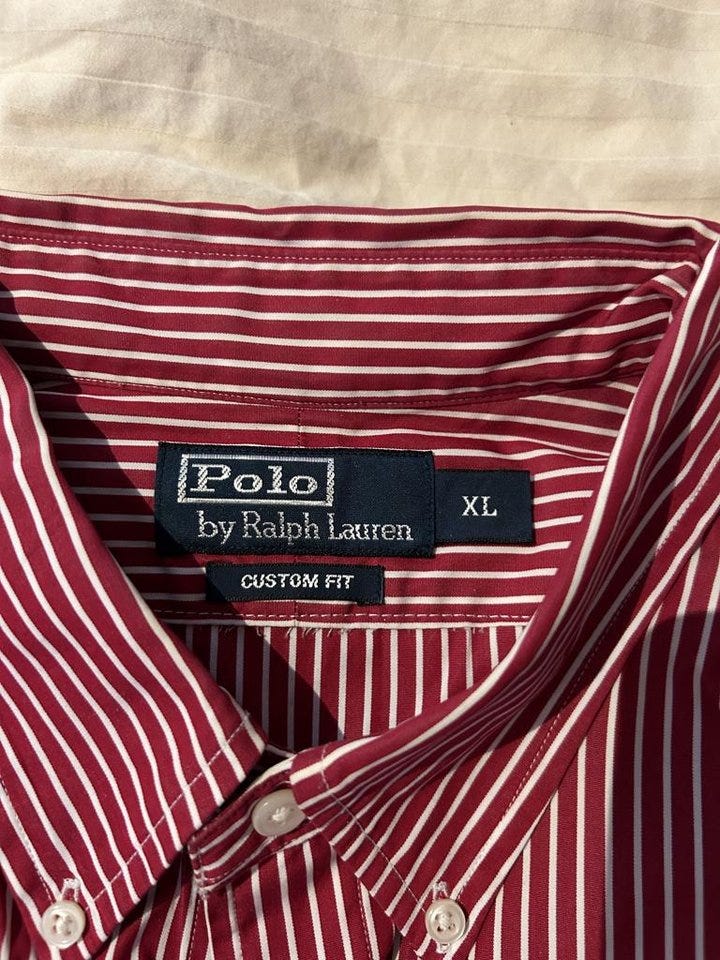 Polo
by Ralph Lauren
XL
CUSTOM FIT